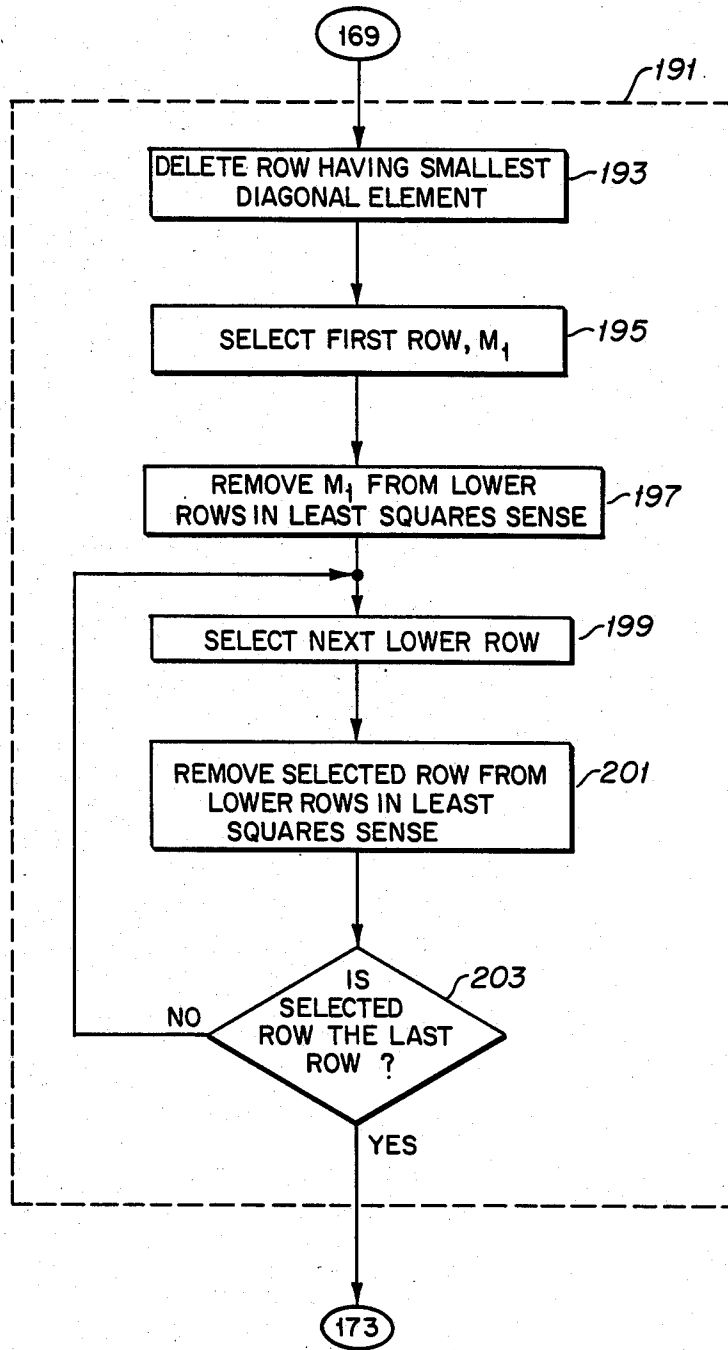 169
191
DELETE ROW HAVING SMALLEST
DIAGONAL ELEMENT
193
SELECT FIRST ROW, M1
195
REMOVE M1 FROM LOWER
ROWS IN LEAST SQUARES SENSE
197
SELECT NEXT LOWER ROW
199
REMOVE SELECTED ROW FROM
LOWER ROWS IN LEAST
SQUARES SENSE
201
IS
SELECTED
ROW THE LAST
ROW ?
203
NO
YES
173